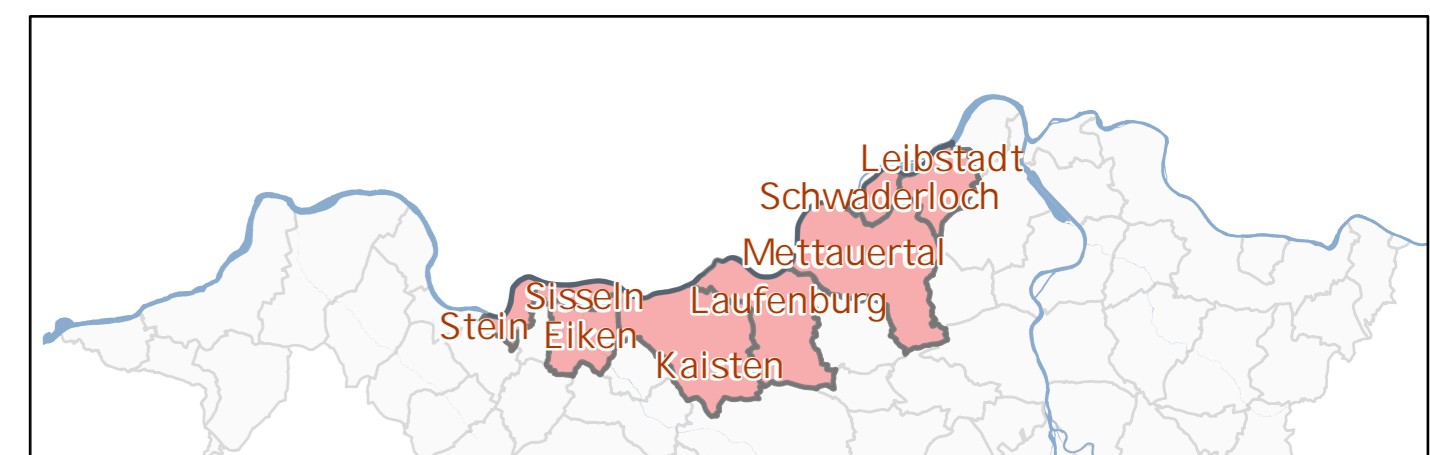 Leibstadt
Schwaderloch
Mettauertal
Sisseln
Laufenburg
Stein
Eiken
Kaisten